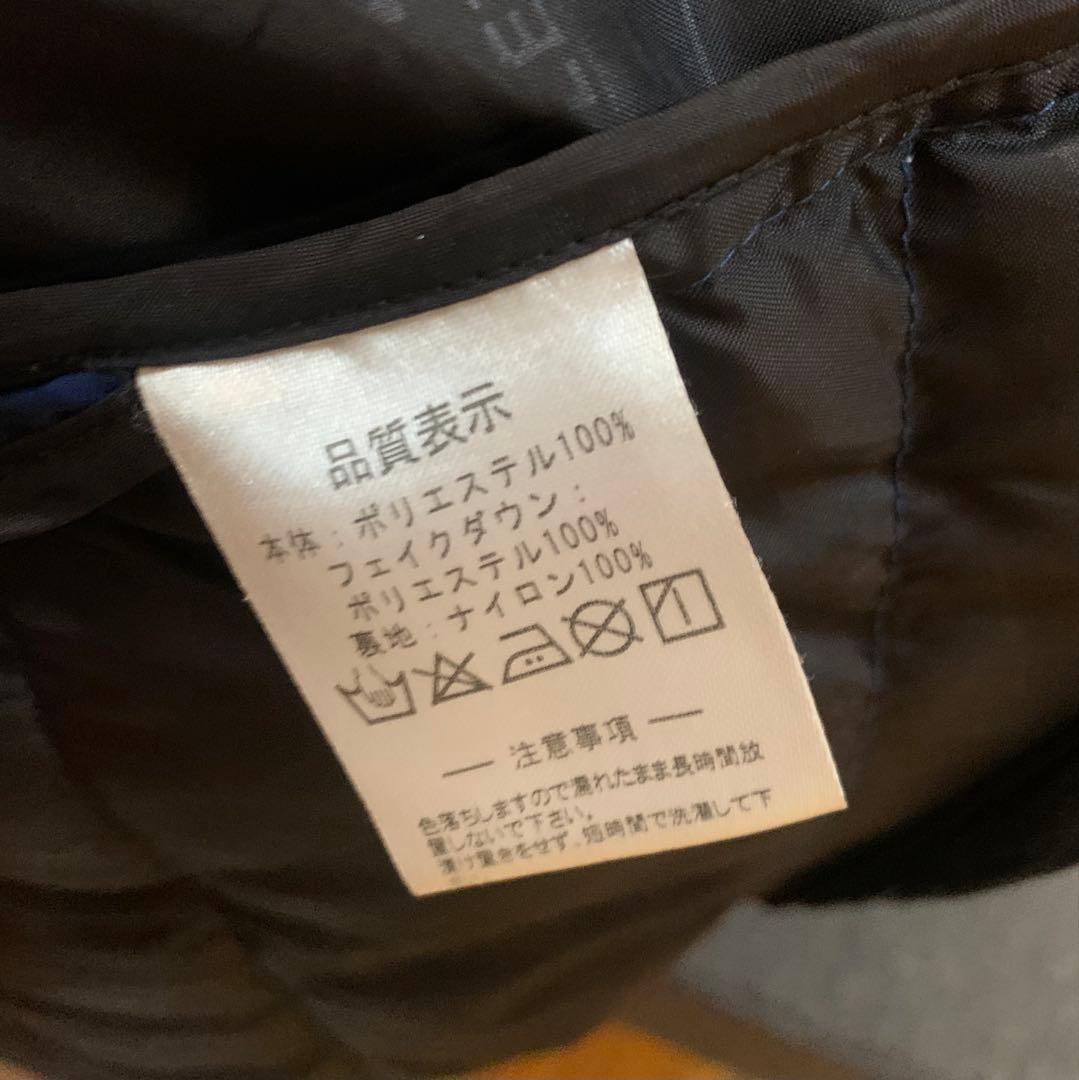 品質表示
本体：ポリエステル100%
フェイクダウン：
ポリエステル100%
裏地：ナイロン100%
― 注意事項 ―
色落ちしますので濡れたまま長時間放
置しないで下さい。
漬け置きをせず、短時間で洗濯して下